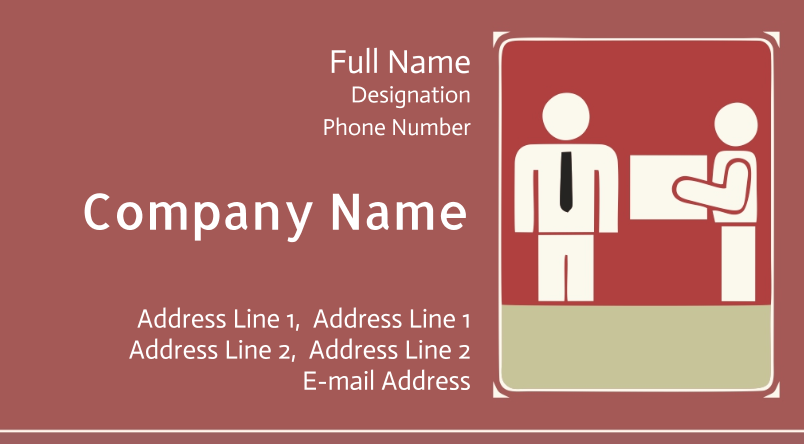 Full Name
Designation
Phone Number
Company Name
Address Line 1,  Address Line 1
Address Line 2,  Address Line 2
E-mail Address